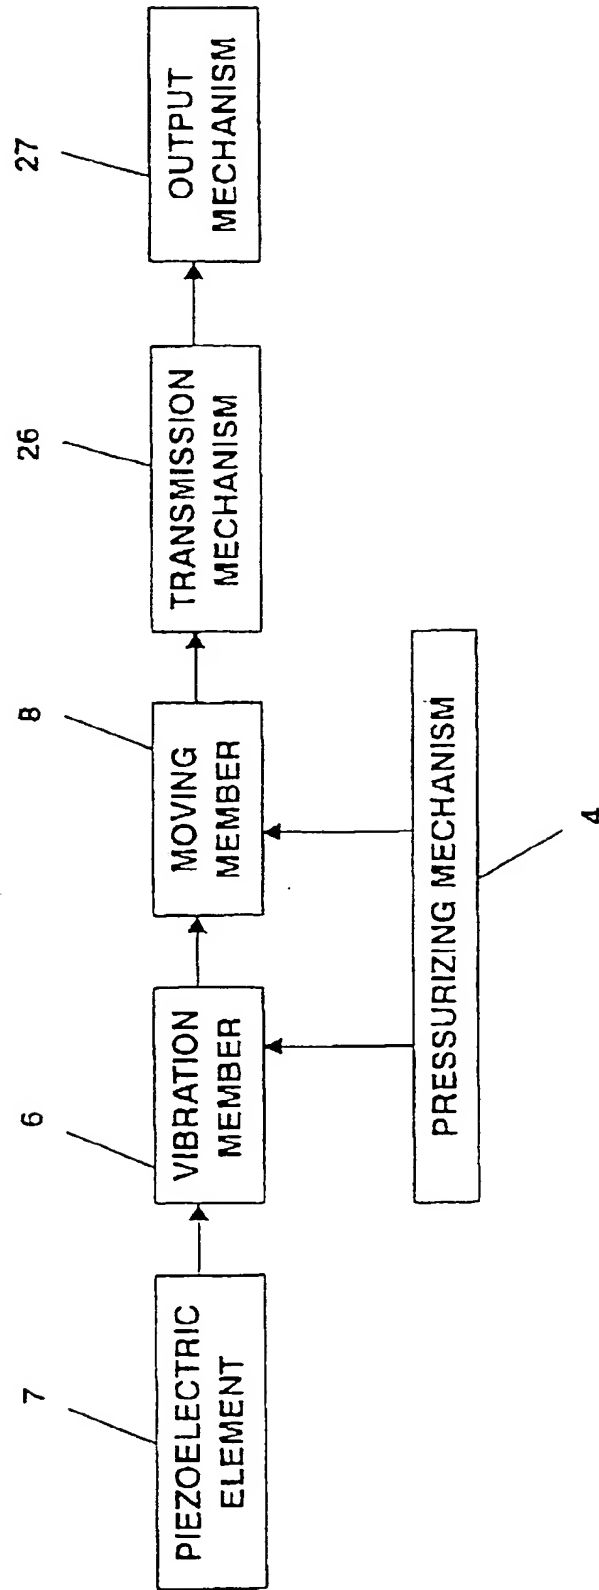 7
PIEZOELECTRIC
ELEMENT
6
VIBRATION
MEMBER
8
MOVING
MEMBER
26
TRANSMISSION
MECHANISM
27
OUTPUT
MECHANISM
PRESSURIZING MECHANISM
4